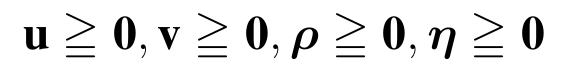 𝐮 ≧ 𝟎, 𝐯 ≧ 𝟎, 𝝆 ≧ 𝟎, 𝜼 ≧ 𝟎